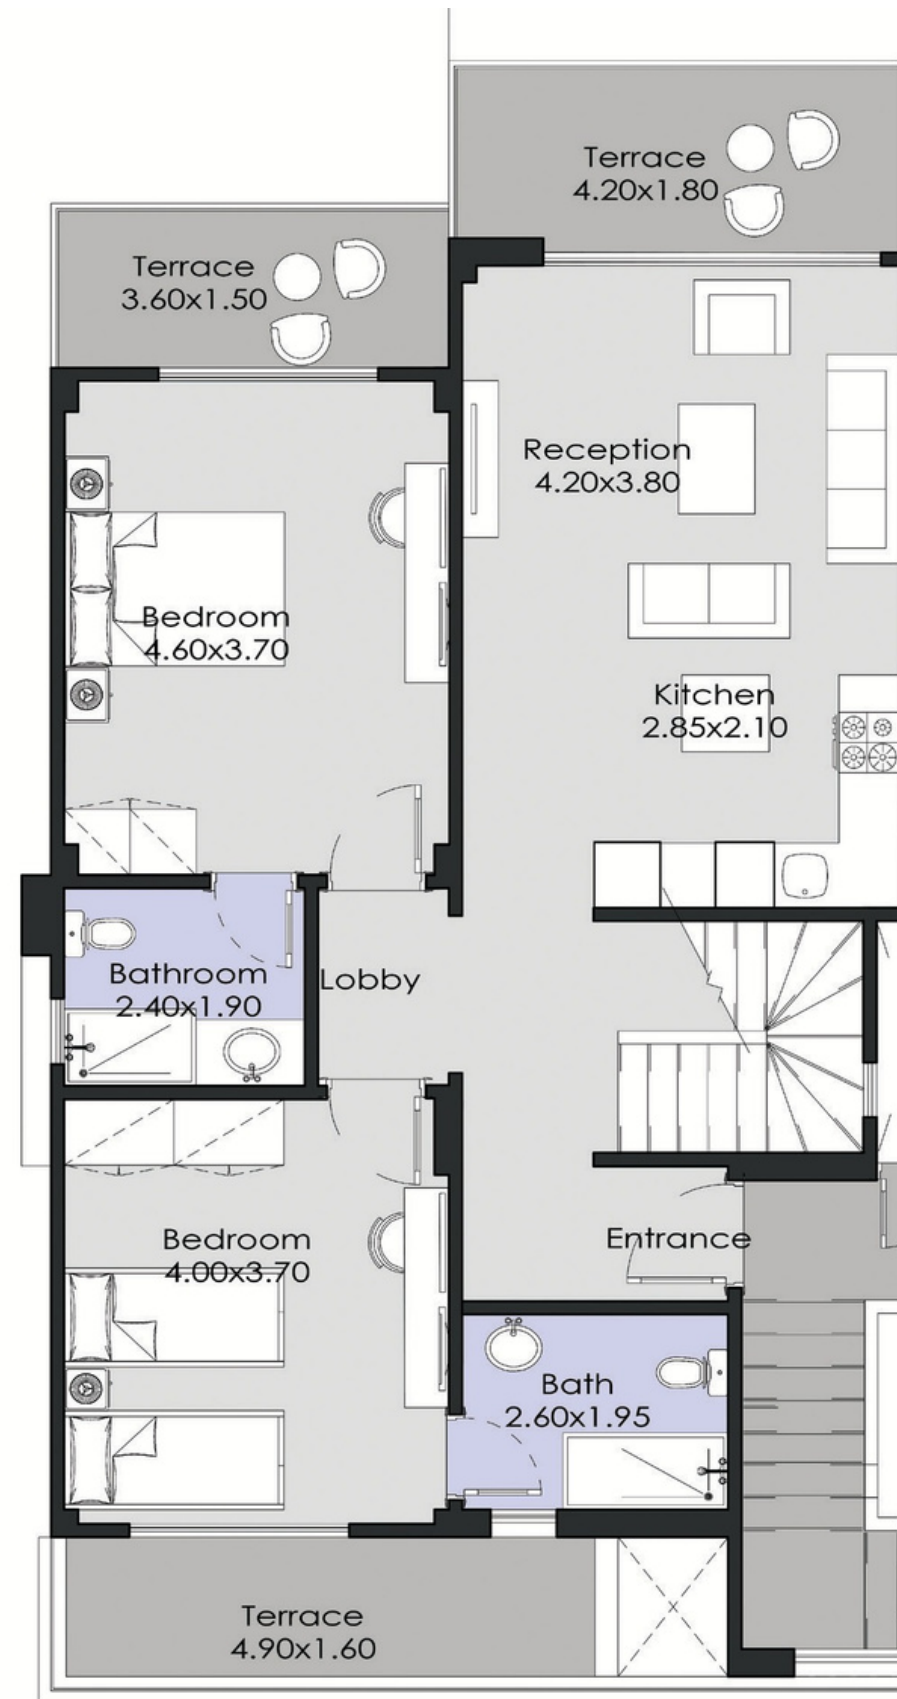 Terrace
4.20x1.80
Terrace
3.60x1.50
Reception
4.20x3.80
Bedroom
4.60x3.70
Kitchen
2.85x2.10
Bathroom
2.40x1.90
Lobby
Bedroom
4.00x3.70
Entrance
Bath
2.60x1.95
Terrace
4.90x1.60